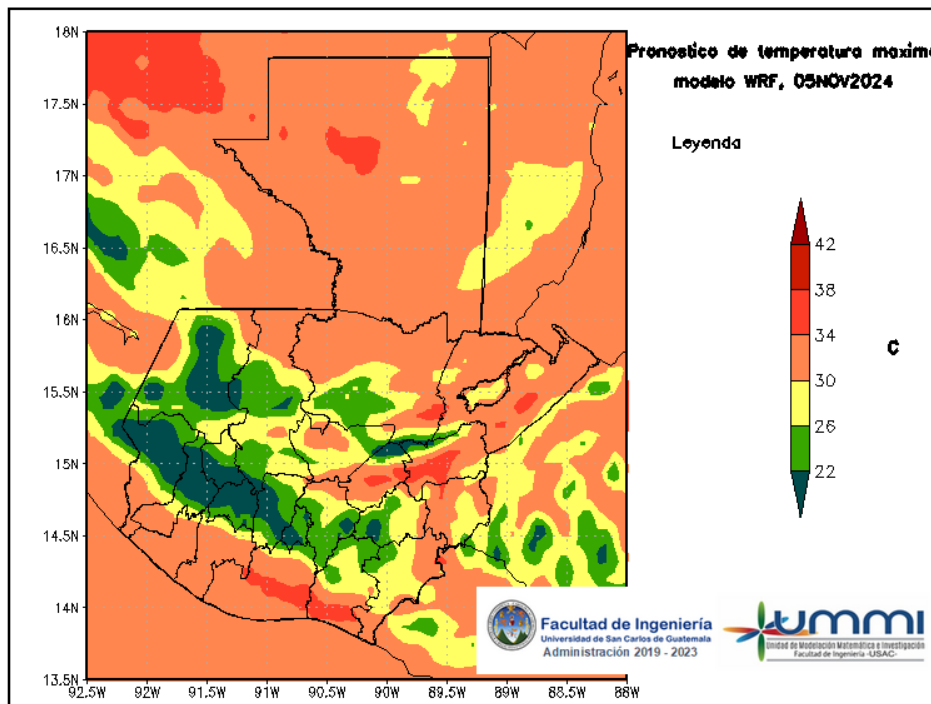 18N
17.5N
17N
16.5N
16N
15.5N
15N
14.5N
14N
13.5N
92.5W
92W
91.5W
91W
90.5W
90W
89.5W
89W
88.5W
88W
Pronostico de temperatura maxima
modelo WRF, 05NOV2024
Leyenda
42
38
34
30
26
22
C
Facultad de Ingeniería
Universidad de San Carlos de Guatemala
Administración 2019 - 2023
UMMI
Unidad de Modelación Matemática e Investigación
Facultad de Ingeniería -USAC-